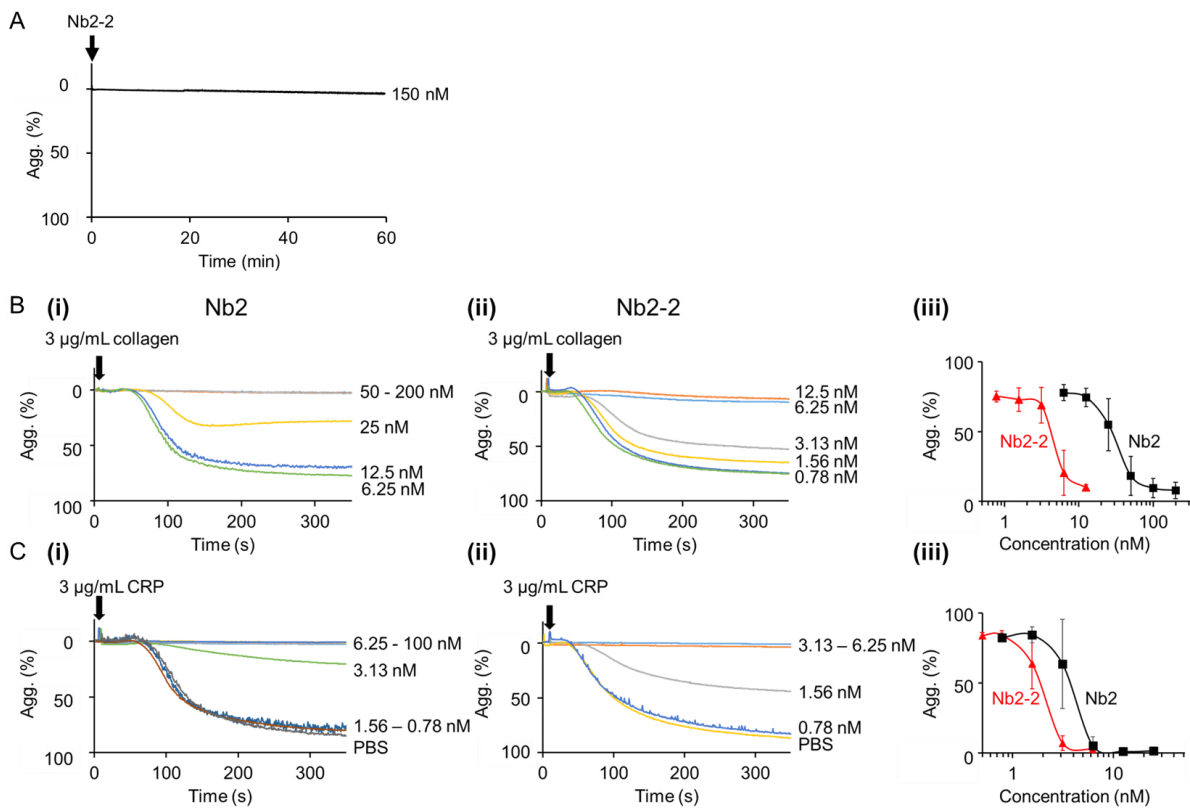 A
Nb2-2
0
50
100
Agg. (%)
150 nM
0 20 40 60
Time (min)
B (i) Nb2
3 µg/mL collagen
0
50
100
Agg. (%)
50 - 200 nM
25 nM
12.5 nM
6.25 nM
0 100 200 300
Time (s)
(ii) Nb2-2
3 µg/mL collagen
0
50
100
Agg. (%)
12.5 nM
6.25 nM
3.13 nM
1.56 nM
0.78 nM
0 100 200 300
Time (s)
(iii)
100
50
0
Agg. (%)
Nb2-2
Nb2
1 10 100
Concentration (nM)
C (i)
3 µg/mL CRP
0
50
100
Agg. (%)
6.25 - 100 nM
3.13 nM
1.56 – 0.78 nM
PBS
0 100 200 300
Time (s)
(ii)
3 µg/mL CRP
0
50
100
Agg. (%)
3.13 – 6.25 nM
1.56 nM
0.78 nM
PBS
0 100 200 300
Time (s)
(iii)
100
50
0
Agg. (%)
Nb2-2
Nb2
1 10
Concentration (nM)